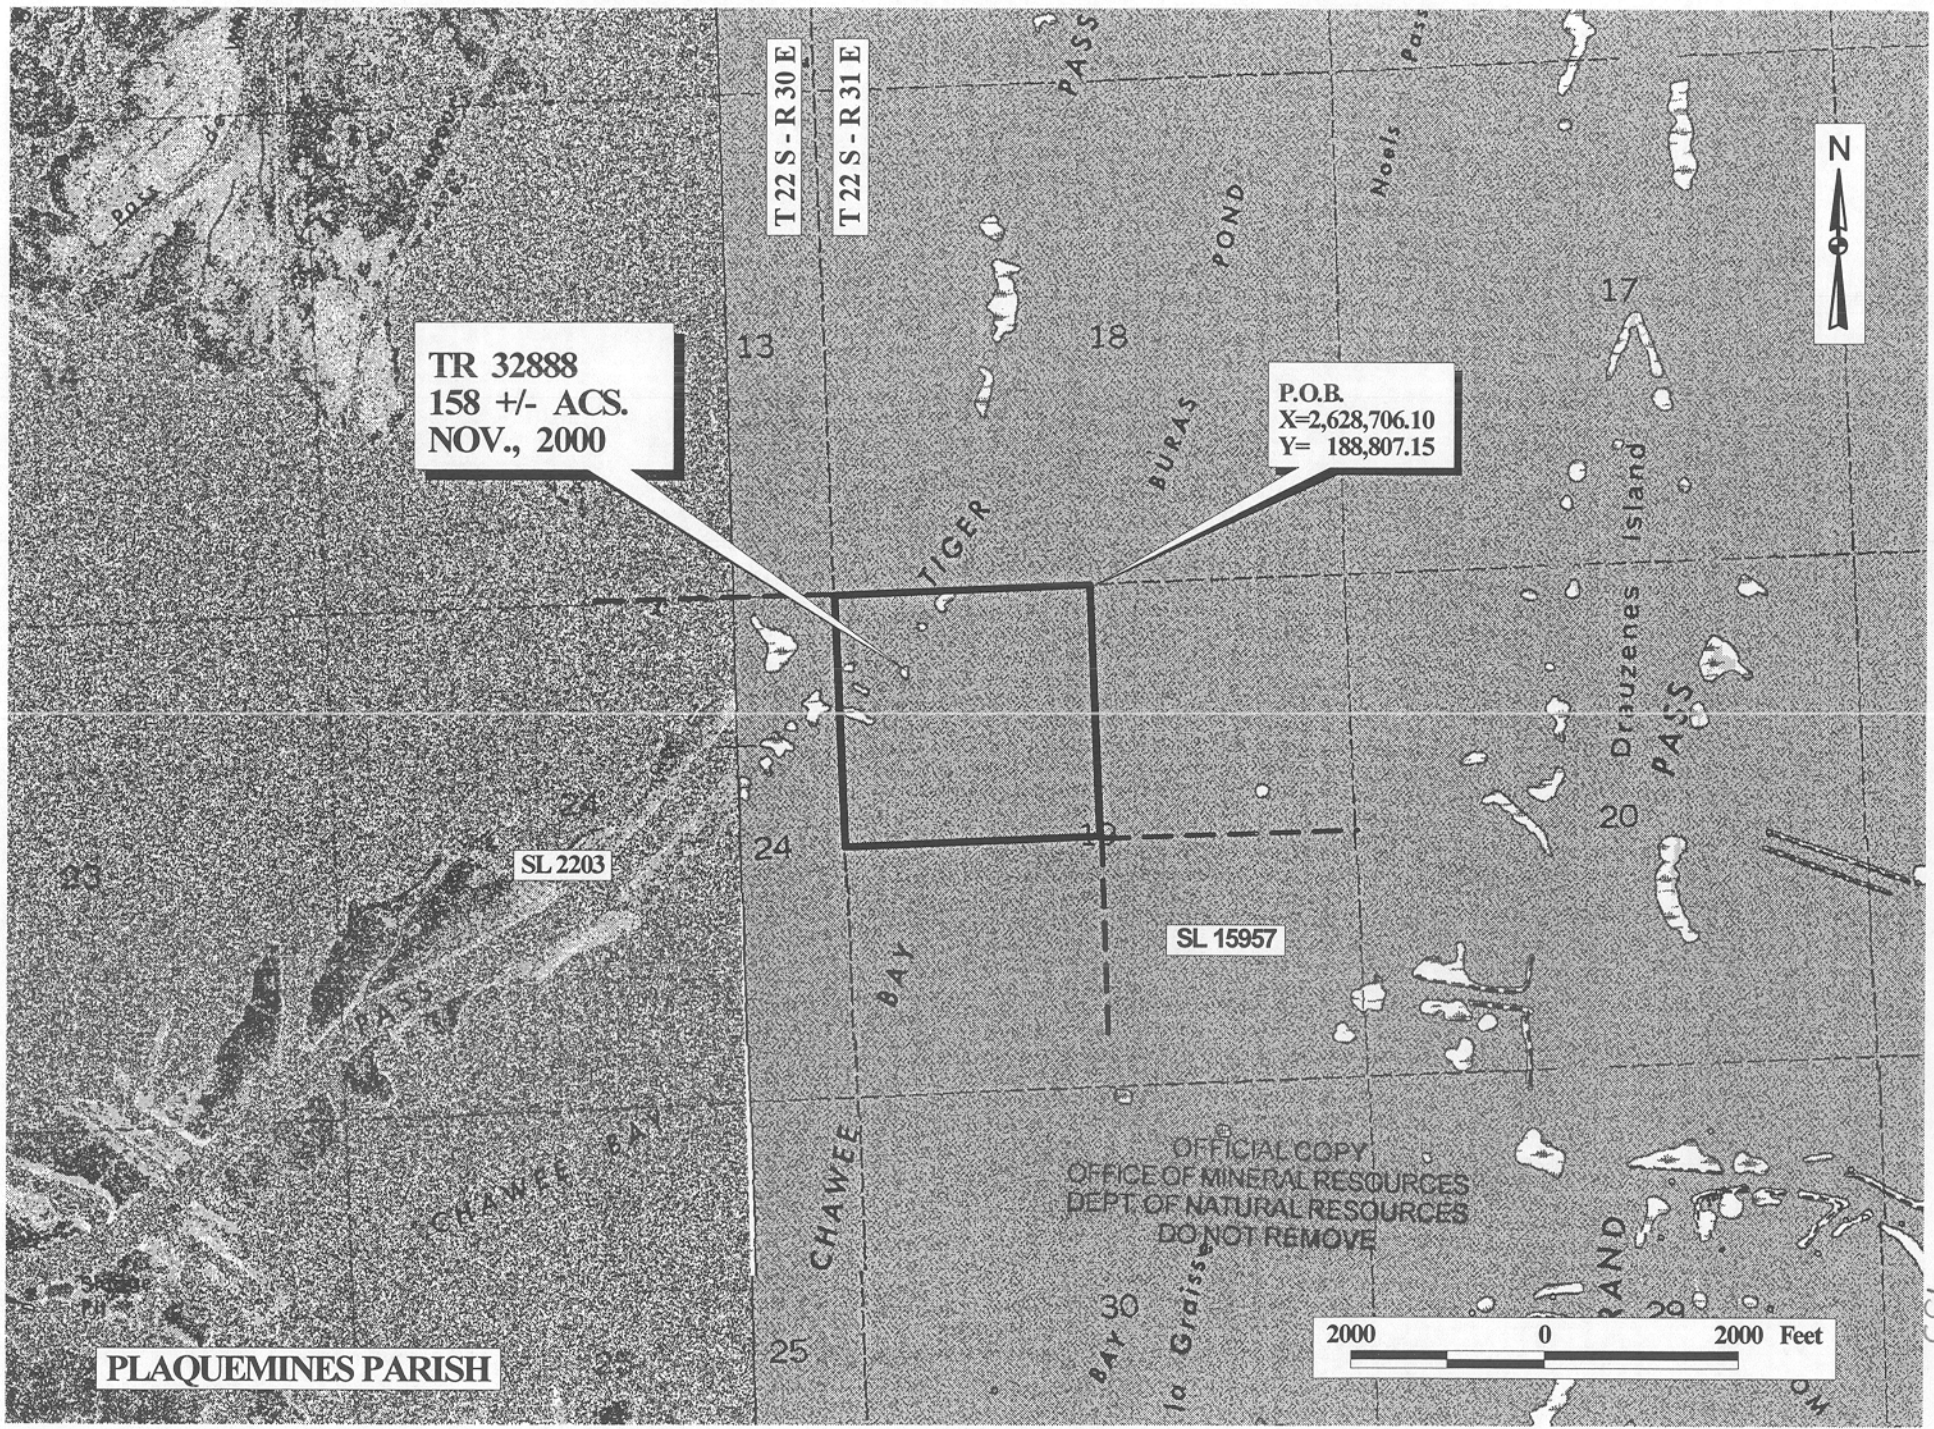 T 22 S - R 30 E
T 22 S - R 31 E
PASS
Pass
Noels
N
POND
Pass
17
13
18
TR 32888
158 +/- ACS.
NOV., 2000
P.O.B.
X=2,628,706.10
Y= 188,807.15
BURAS
TIGER
Drauzenes Island
PASS
24
24
19
20
23
SL 2203
SL 15957
BAY
PASS
CHAWEE BAY
CHAWEE
OFFICIAL COPY
OFFICE OF MINERAL RESOURCES
DEPT. OF NATURAL RESOURCES
DO NOT REMOVE
30
BAY
la Graisse
RAND
29
25
PLAQUEMINES PARISH
2000 0 2000 Feet